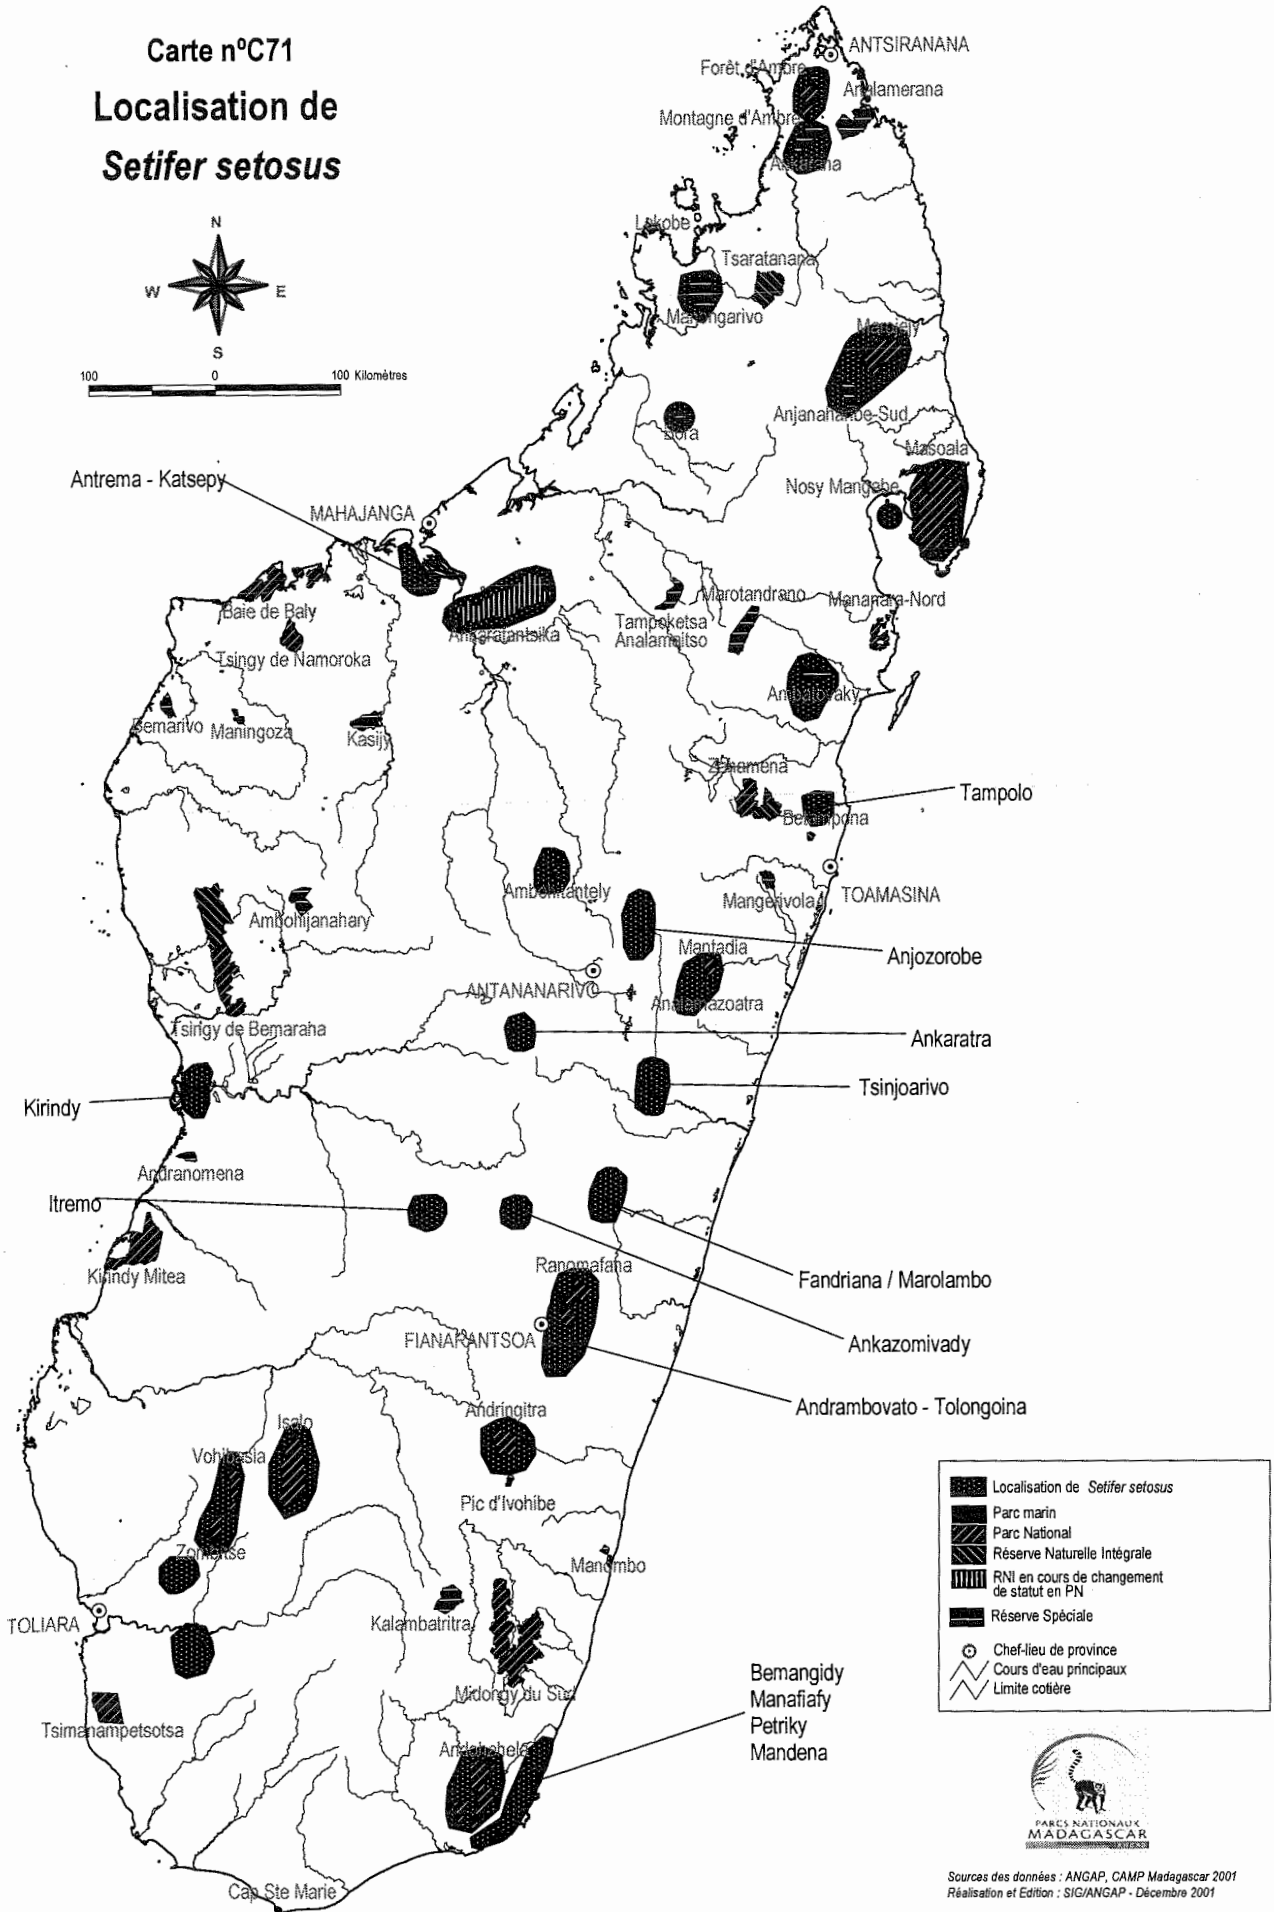 Carte nºC71
Localisation de
Setifer setosus
N
W
E
S
100
0
100 Kilomètres
ANTSIRANANA
Forêt d'Ambre
Analamerana
Montagne d'Ambre
Ankarana
Lokobe
Tsaratanana
Manongarivo
Marojejy
Anjanaharibe-Sud
Bora
Masoala
Nosy Mangabe
Antrema - Katsepy
MAHAJANGA
Baie de Baly
Ankaratantsika
Tampoketsa
Analamaitso
Marotandrano
Mananara-Nord
Tsingy de Namoroka
Bemarivo
Maningoza
Kasijy
Ambatovaky
Zahamena
Tampolo
Betampona
Ambohitantely
Mangerivola
TOAMASINA
Ambohijanahary
Anjozorobe
Mantadia
ANTANANARIVO
Analamazoatra
Tsingy de Bemaraha
Ankaratra
Tsinjoarivo
Kirindy
Andranomena
Itremo
Kirindy Mitea
Ranomafana
Fandriana / Marolambo
FIANARANTSOA
Ankazomivady
Andrambovato - Tolongoina
Andringitra
Isalo
Vohibasia
Pic d'Ivohibe
Zombitse
Manombo
TOLIARA
Kalambatritra
Midongy du Sud
Tsimanampetsotsa
Andohahela
Bemangidy
Manafiafy
Petriky
Mandena
Cap Ste Marie
Localisation de Setifer setosus
Parc marin
Parc National
Réserve Naturelle Intégrale
RNI en cours de changement
de statut en PN
Réserve Spéciale
Chef-lieu de province
Cours d'eau principaux
Limite cotière
PARCS NATIONAUX
MADAGASCAR
Sources des données : ANGAP, CAMP Madagascar 2001
Réalisation et Edition : SIG/ANGAP - Décembre 2001